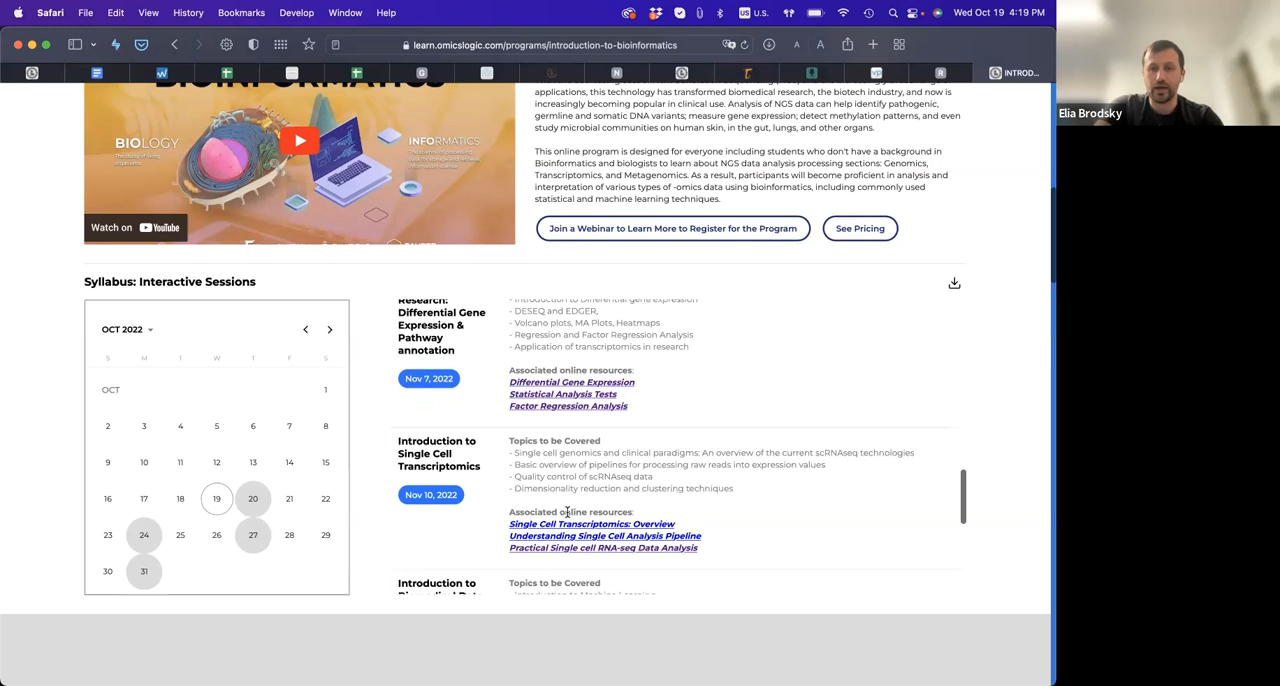 Safari File Edit View History Bookmarks Develop Window Help U.S. Wed Oct 19 4:19 PM
learn.omicslogic.com/programs/introduction-to-bioinformatics A A
W G N vp R INTROD...
BIOINFORMATICS
BIOLOGY
INFORMATICS
Watch on YouTube
applications, this technology has transformed biomedical research, the biotech industry, and now is
increasingly becoming popular in clinical use. Analysis of NGS data can help identify pathogenic,
germline and somatic DNA variants; measure gene expression; detect methylation patterns, and even
study microbial communities on human skin, in the gut, lungs, and other organs.
This online program is designed for everyone including students who don't have a background in
Bioinformatics and biologists to learn about NGS data analysis processing sections: Genomics,
Transcriptomics, and Metagenomics. As a result, participants will become proficient in analysis and
interpretation of various types of -omics data using bioinformatics, including commonly used
statistical and machine learning techniques.
Join a Webinar to Learn More to Register for the Program
See Pricing
Syllabus: Interactive Sessions
OCT 2022
S M T W T F S
OCT 1
2 3 4 5 6 7 8
9 10 11 12 13 14 15
16 17 18 19 20 21 22
23 24 25 26 27 28 29
30 31
Research:
Differential Gene
Expression &
Pathway
annotation
Nov 7, 2022
- Introduction to Differential gene expression
- DESEQ and EDGER,
- Volcano plots, MA Plots, Heatmaps
- Regression and Factor Regression Analysis
- Application of transcriptomics in research
Associated online resources:
Differential Gene Expression
Statistical Analysis Tests
Factor Regression Analysis
Introduction to
Single Cell
Transcriptomics
Nov 10, 2022
Topics to be Covered
- Single cell genomics and clinical paradigms: An overview of the current scRNAseq technologies
- Basic overview of pipelines for processing raw reads into expression values
- Quality control of scRNAseq data
- Dimensionality reduction and clustering techniques
Associated online resources:
Single Cell Transcriptomics: Overview
Understanding Single Cell Analysis Pipeline
Practical Single cell RNA-seq Data Analysis
Introduction to
Biomedical Data
Topics to be Covered
- Introduction to Machine Learning
Elia Brodsky